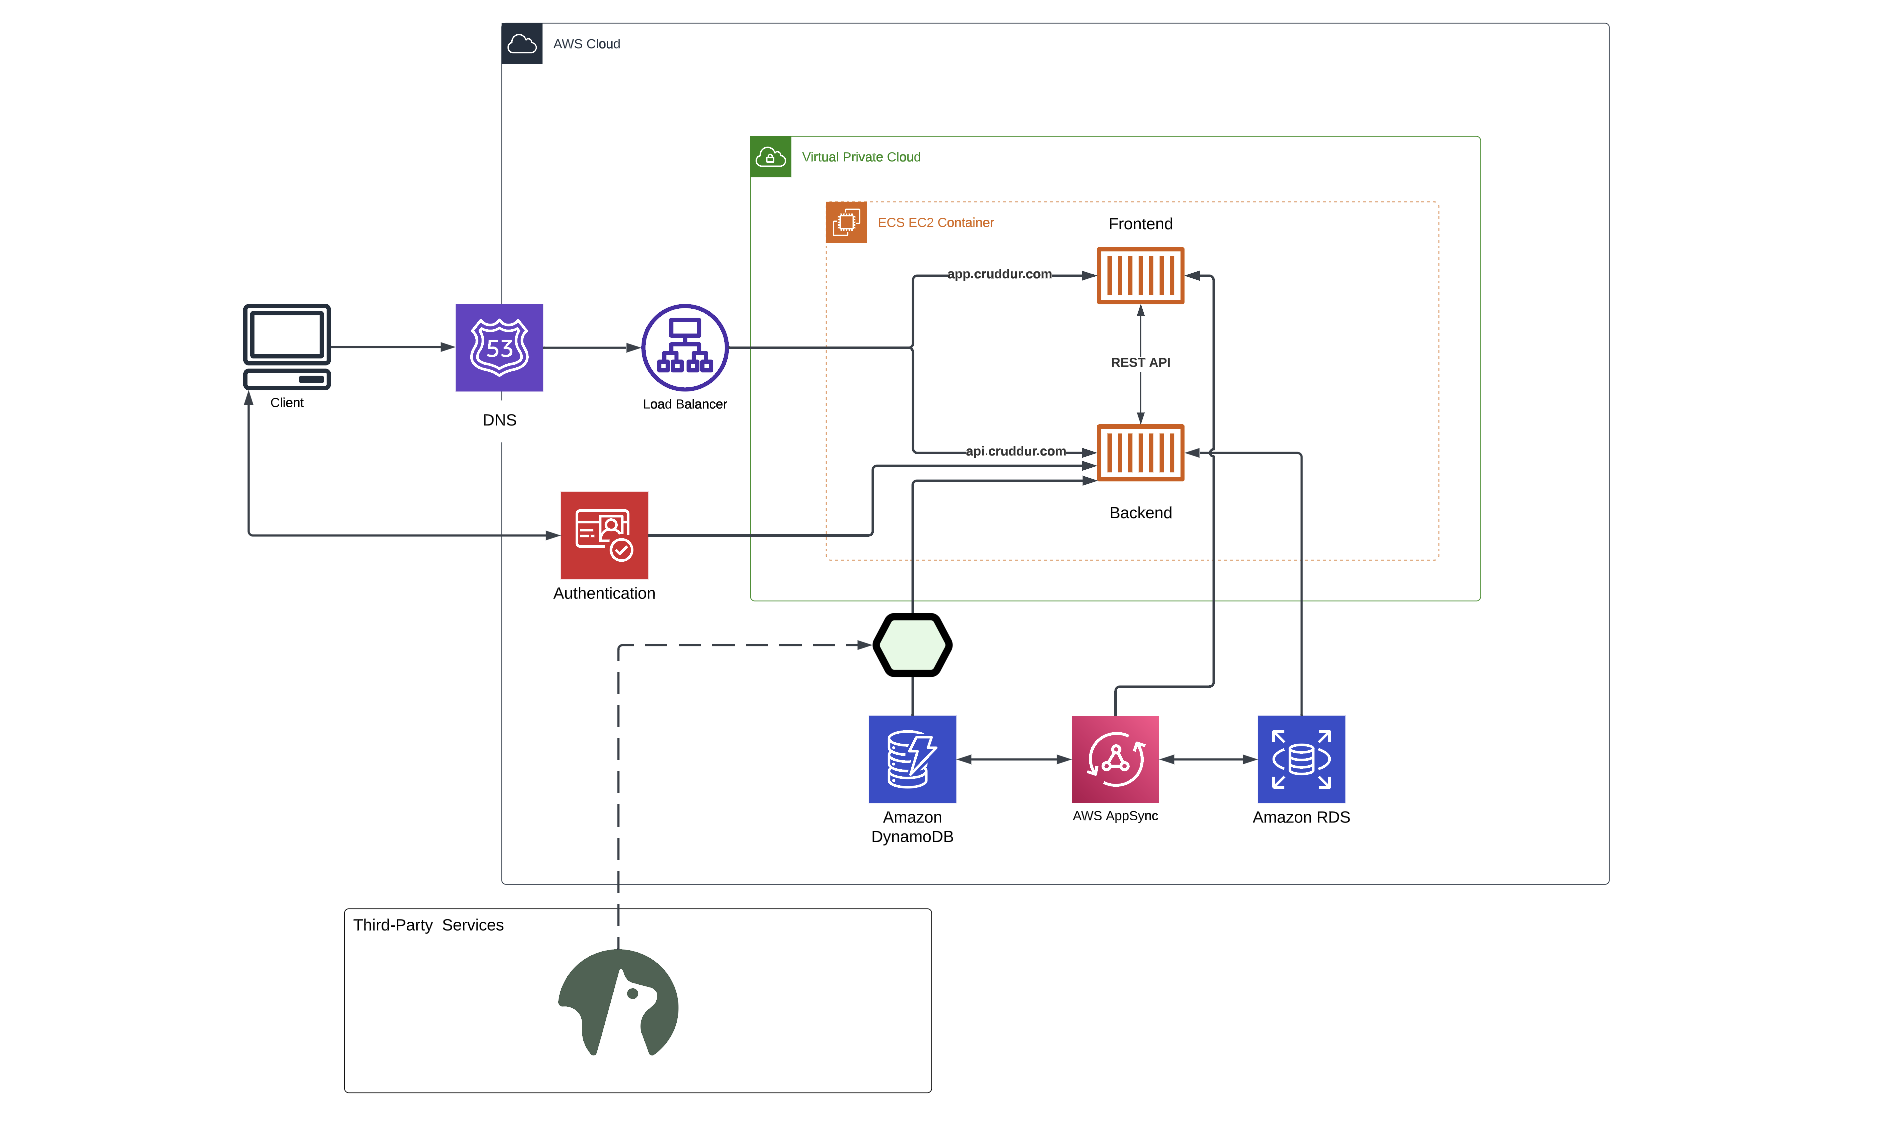 AWS Cloud
Virtual Private Cloud
ECS EC2 Container
Frontend
app.cruddur.com
53
REST API
Client
Load Balancer
DNS
api.cruddur.com
Backend
Authentication
Amazon
DynamoDB
AWS AppSync
Amazon RDS
Third-Party Services